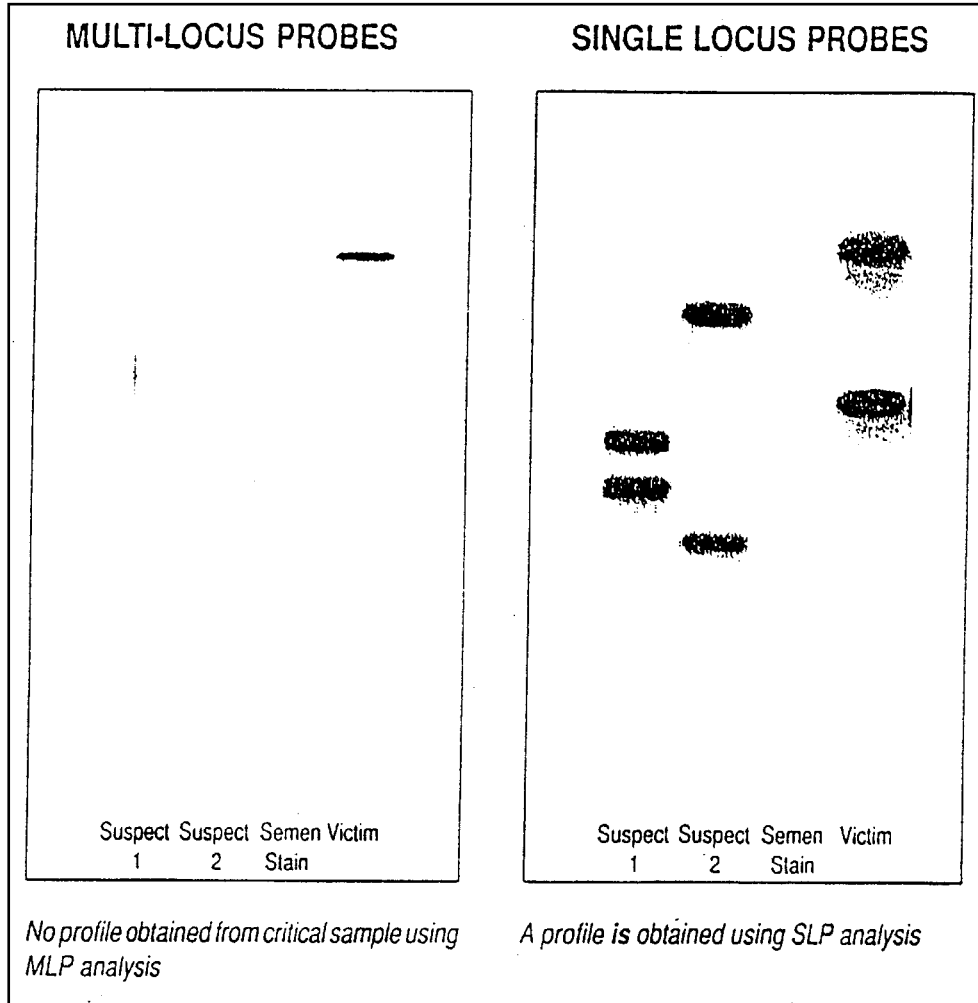 MULTI-LOCUS PROBES
Suspect Suspect Semen Victim
1 2 Stain
No profile obtained from critical sample using
MLP analysis
SINGLE LOCUS PROBES
Suspect Suspect Semen Victim
1 2 Stain
A profile is obtained using SLP analysis